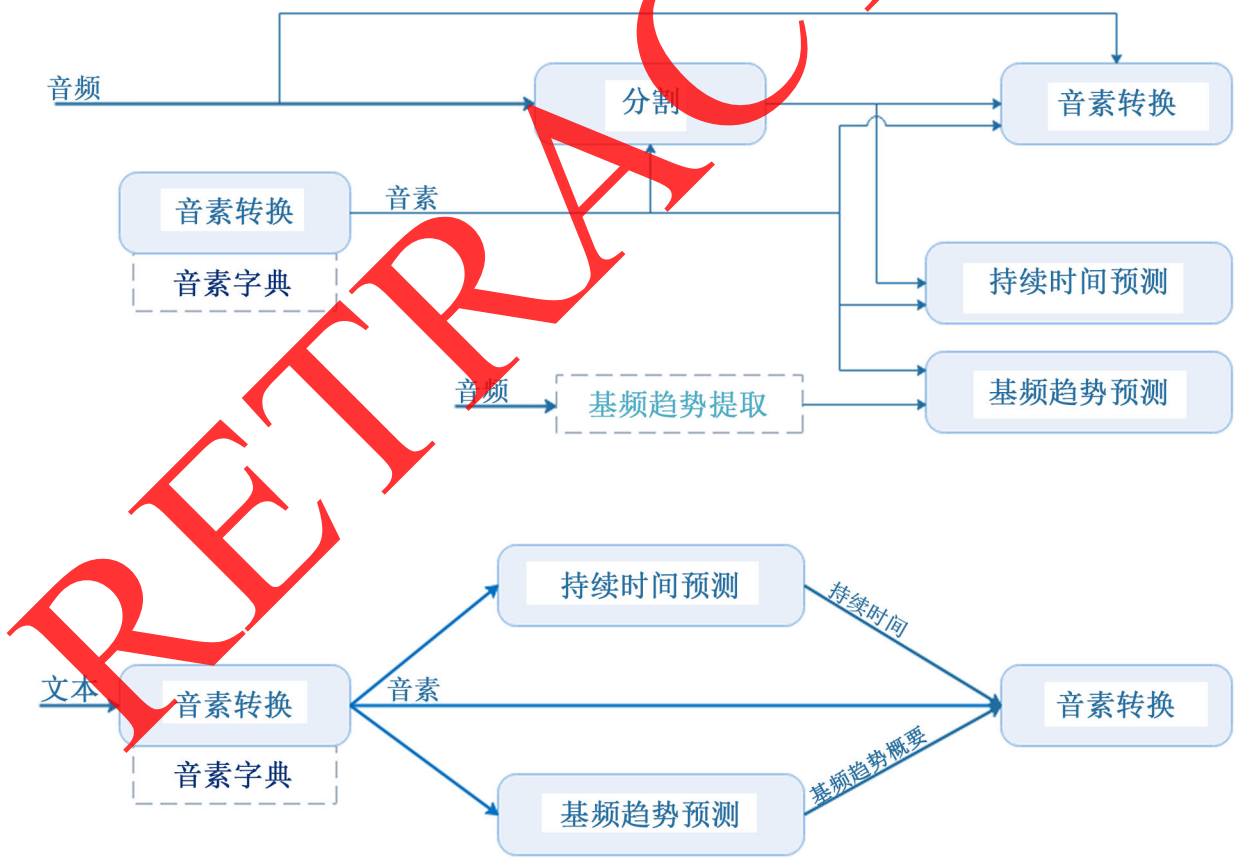 音频
分割
音素转换
音素转换
音素
音素字典
持续时间预测
音频
基频趋势提取
基频趋势预测
持续时间预测
持续时间
文本
音素转换
音素
音素转换
音素字典
基频趋势概要
基频趋势预测
RETRAC